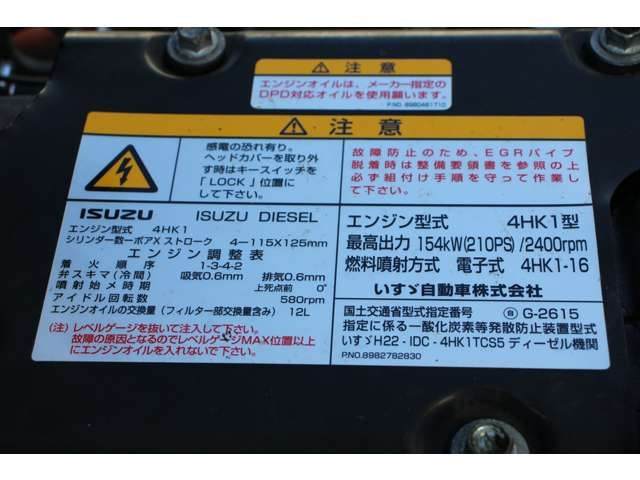 注意
エンジンオイルは、メーカー指定の
DPD対応オイルを使用願います。
P.NO. 8980481710
注意
感電の恐れ有り。
ヘッドカバーを取り外
す時はキースイッチを
「LOCK」位置に
して下さい。
故障防止のため、EGRパイプ
脱着時は整備要領書を参照の上
必ず組付け手順を守って作業し
て下さい。
ISUZU ISUZU DIESEL
エンジン型式 4HK1
シリンダー数ーボアXストローク 4ー115X125mm
エンジン調整表
着火順序 1-3-4-2
弁スキマ(冷間) 吸気0.6mm 排気0.6mm
噴射始メ時期 上死点前 0°
アイドル回転数 580rpm
エンジンオイルの交換量(フィルター部交換量含み) 12L
(注)レベルゲージを抜いて注入して下さい。
故障の原因となるのでレベルゲージMAX位置以上
にエンジンオイルを入れないで下さい。
エンジン型式 4HK1型
最高出力 154kW(210PS)/2400rpm
燃料噴射方式 電子式 4HK1-16
いすゞ自動車株式会社
国土交通省型式指定番号 G-2615
指定に係る一酸化炭素等発散防止装置型式
いすゞH22-IDC-4HK1TCS5 ディーゼル機関
P.NO.8982782830